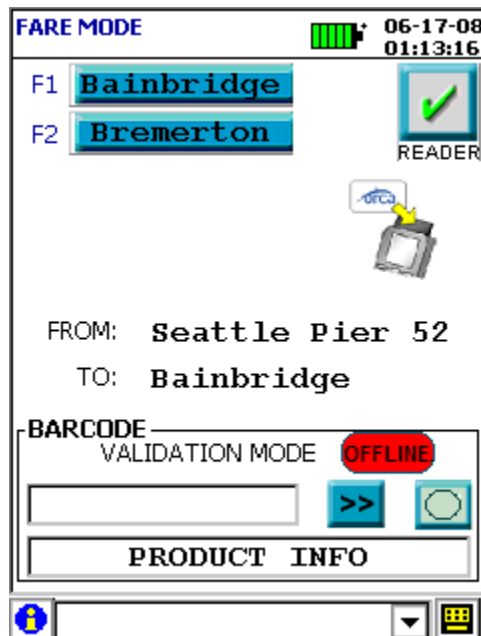 FARE MODE
06-17-08
01:13:16
F1 Bainbridge
F2 Bremerton
READER
orca
FROM: Seattle Pier 52
TO: Bainbridge
BARCODE
VALIDATION MODE OFFLINE
>>
PRODUCT INFO